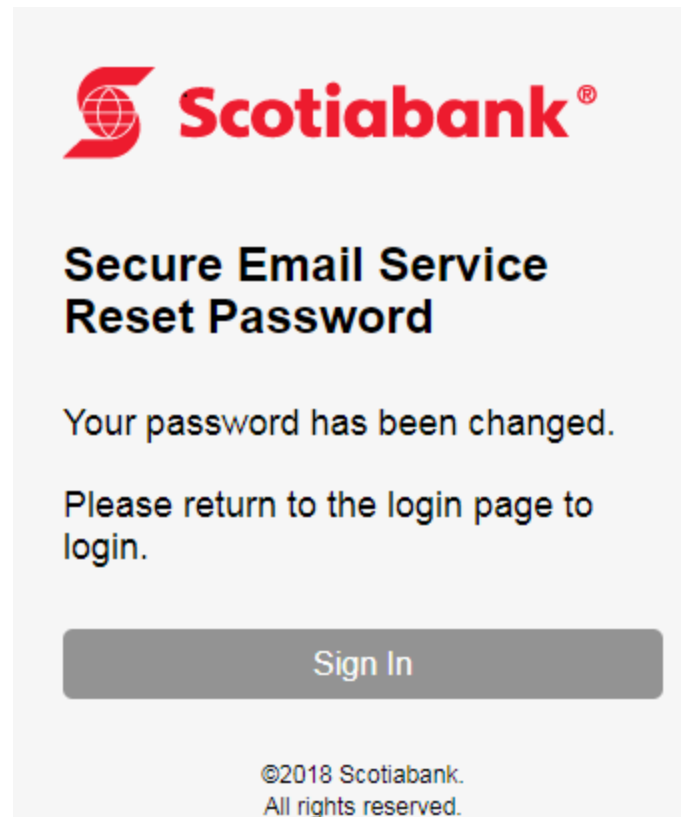 Scotiabank®
Secure Email Service
Reset Password
Your password has been changed.
Please return to the login page to
login.
Sign In
©2018 Scotiabank.
All rights reserved.